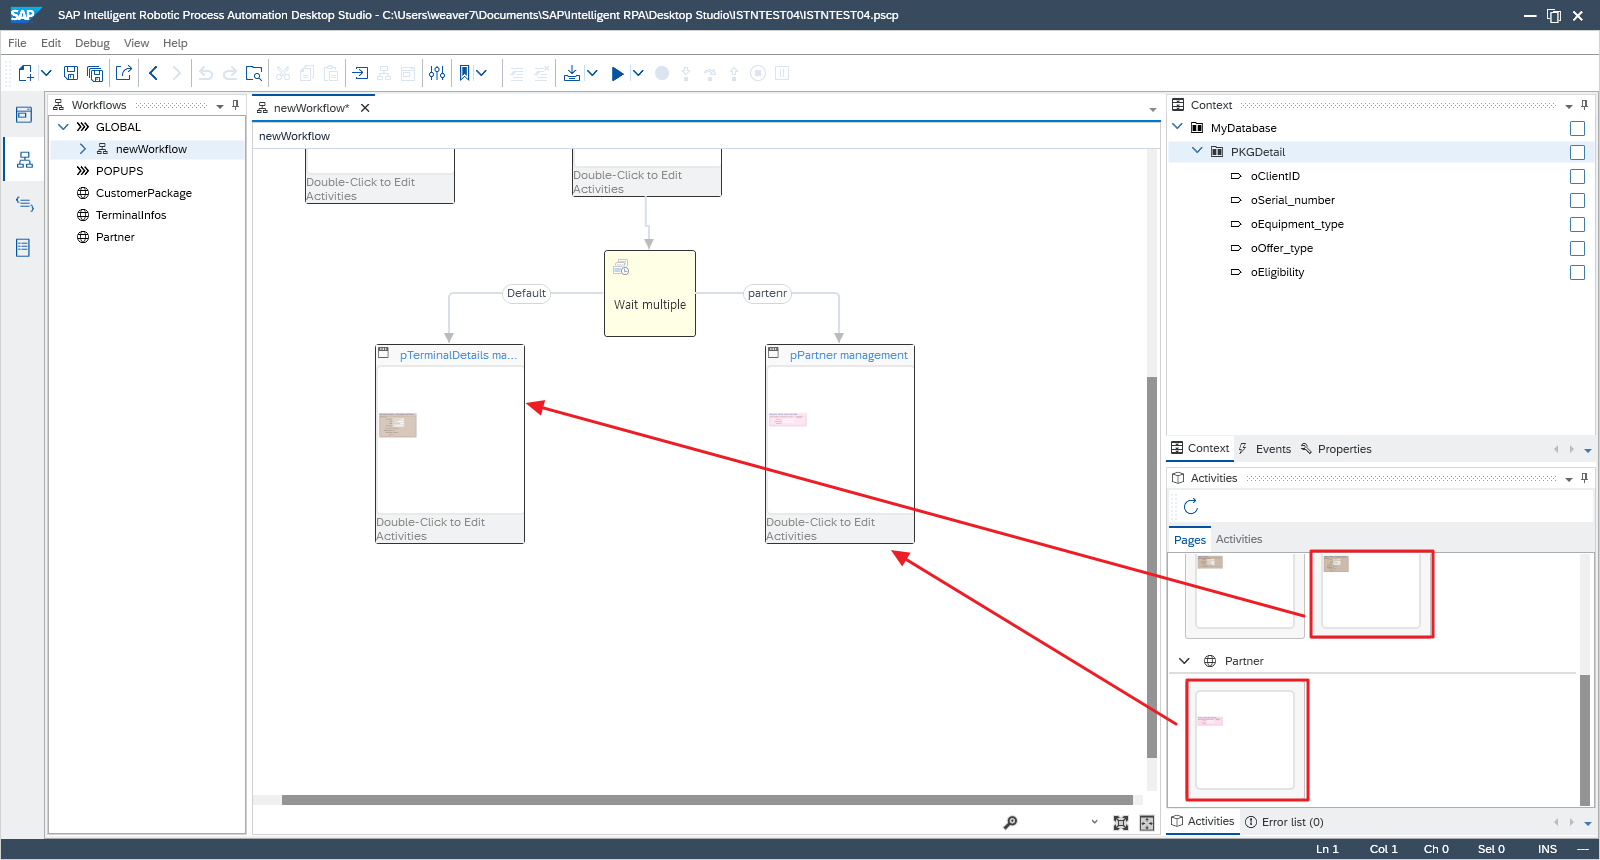 SAP SAP Intelligent Robotic Process Automation Desktop Studio - C:\Users\weaver7\Documents\SAP\Intelligent RPA\Desktop Studio\ISTNTEST04\ISTNTEST04.pscp
File Edit Debug View Help
Workflows
GLOBAL
newWorkflow
POPUPS
CustomerPackage
TerminalInfos
Partner
newWorkflow*
newWorkflow
Double-Click to Edit
Activities
Double-Click to Edit
Activities
Wait multiple
Default
partenr
pTerminalDetails ma...
Double-Click to Edit
Activities
pPartner management
Double-Click to Edit
Activities
Context
MyDatabase
PKGDetail
oClientID
oSerial_number
oEquipment_type
oOffer_type
oEligibility
Context Events Properties
Activities
Pages Activities
Partner
Activities Error list (0)
Ln 1 Col 1 Ch 0 Sel 0 INS ---